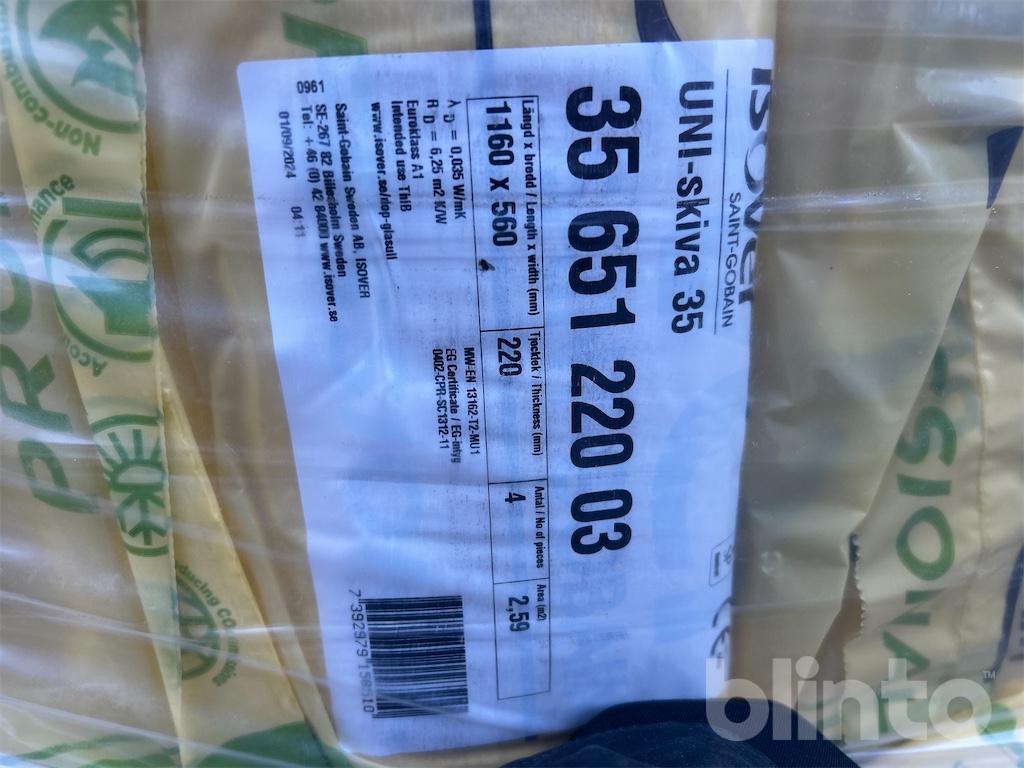 isover
SAINT-GOBAIN
UNI-skiva 35
35 651 220 03
Längd x bredd / Length x width (mm)
Tjocklek / Thickness (mm)
Antal / No of pieces
Area (m2)
1160 x 560
220
4
2,59
λ D = 0,035 W/mK
R D = 6,25 m2 K/W
Euroklass A1
Intended use ThIB
www.isover.se/dop-glasull
MW-EN 13162-T2-MU1
EG Certificate / EG-intyg
0402-CPR-SC1312-11
Saint-Gobain Sweden AB, ISOVER
SE-267 82 Billesholm Sweden
Tel: +46 (0) 42 84000 www.isover.se
0961
01/09/2024 04:11
CE
Non-combu
blinto